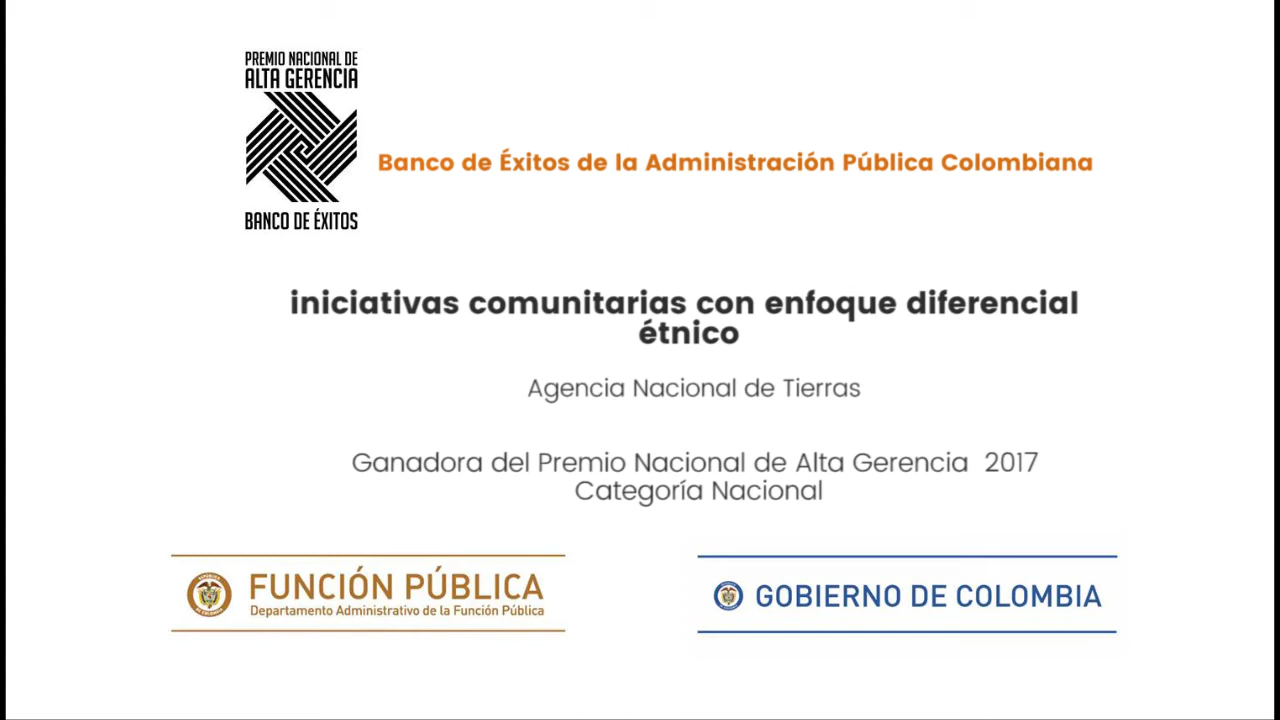 PREMIO NACIONAL DE
ALTA GERENCIA
BANCO DE ÉXITOS
Banco de Éxitos de la Administración Pública Colombiana
iniciativas comunitarias con enfoque diferencial
étnico
Agencia Nacional de Tierras
Ganadora del Premio Nacional de Alta Gerencia 2017
Categoría Nacional
FUNCIÓN PÚBLICA
Departamento Administrativo de la Función Pública
GOBIERNO DE COLOMBIA